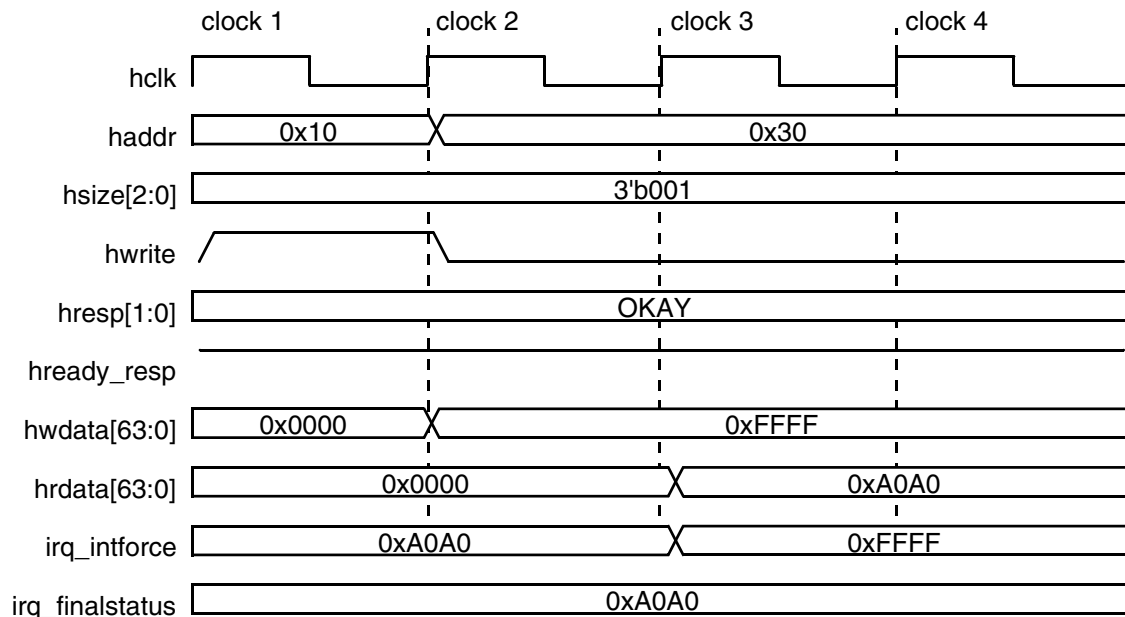 clock 1 clock 2 clock 3 clock 4
hclk
haddr 0x10 0x30
hsize[2:0] 3'b001
hwrite
hresp[1:0] OKAY
hready_resp
hwdata[63:0] 0x0000 0xFFFF
hrdata[63:0] 0x0000 0xA0A0
irq_intforce 0xA0A0 0xFFFF
irq_finalstatus 0xA0A0